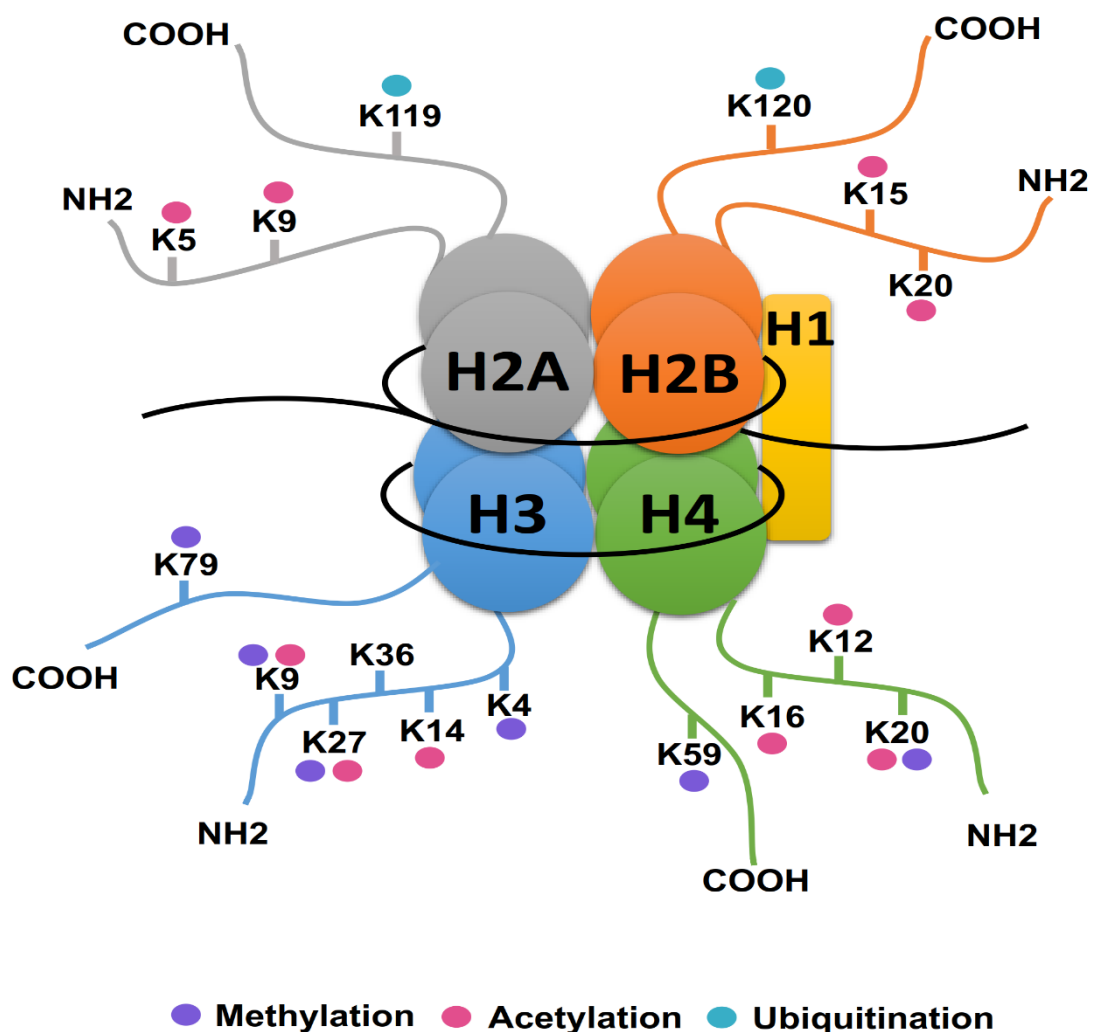 COOH
COOH
K119
K120
NH2
K5
K9
K15
NH2
K20
H1
H2A
H2B
H3
H4
K79
COOH
K9
K36
K27
K14
K4
NH2
K12
K16
K20
K59
NH2
COOH
Methylation Acetylation Ubiquitination